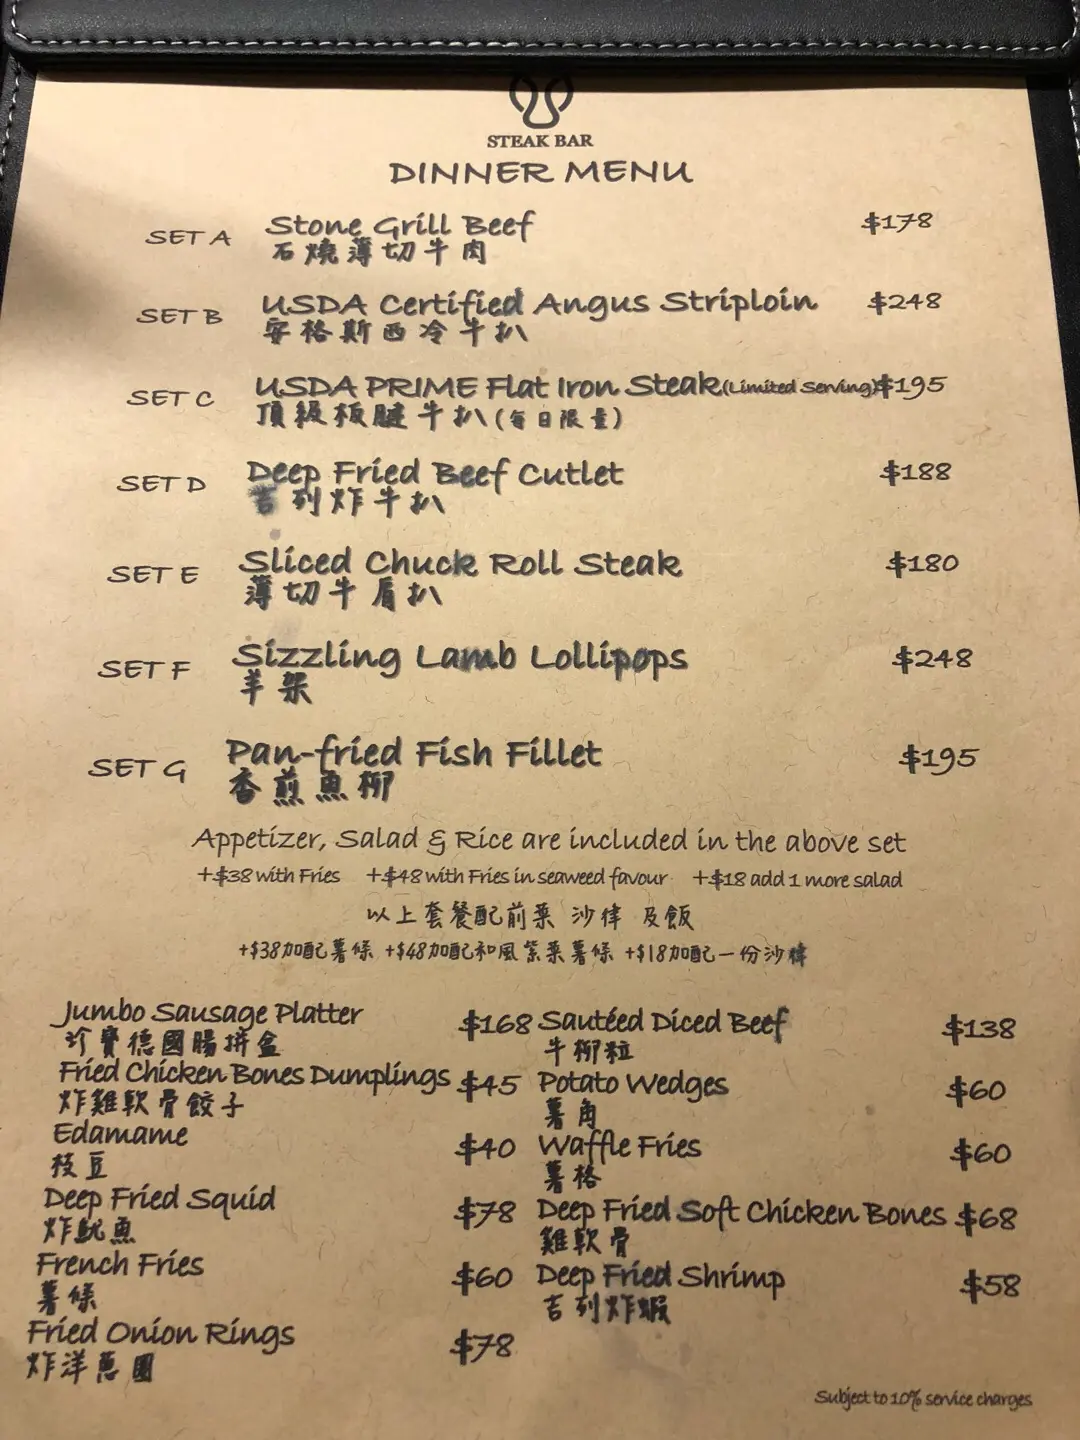 STEAK BAR
DINNER MENU
SET A Stone Grill Beef $178
石燒薄切牛肉
SET B USDA Certified Angus Striploin $248
安格斯西冷牛扒
SET C USDA PRIME Flat Iron Steak(Limited Serving)$195
頂級板腱牛扒(每日限量)
SET D Deep Fried Beef Cutlet $188
吉列炸牛扒
SET E Sliced Chuck Roll Steak $180
薄切牛肩扒
SET F Sizzling Lamb Lollipops $248
羊架
SET G Pan-fried Fish Fillet $195
香煎魚柳
Appetizer, Salad & Rice are included in the above set
+$38 with Fries +$48 with Fries in seaweed favour +$18 add 1 more salad
以上套餐配前菜 沙律 及飯
+$38加配薯條 +$48加配和風紫菜薯條 +$18加配一份沙律
Jumbo Sausage Platter $168
珍寶德國腸拼盒
Fried Chicken Bones Dumplings $45
炸雞軟骨餃子
Edamame $40
枝豆
Deep Fried Squid $78
炸魷魚
French Fries $60
薯條
Fried Onion Rings $78
炸洋蔥圈
Sautéed Diced Beef $138
牛柳粒
Potato Wedges $60
薯角
Waffle Fries $60
薯格
Deep Fried Soft Chicken Bones $68
雞軟骨
Deep Fried Shrimp $58
吉列炸蝦
Subject to 10% service charges